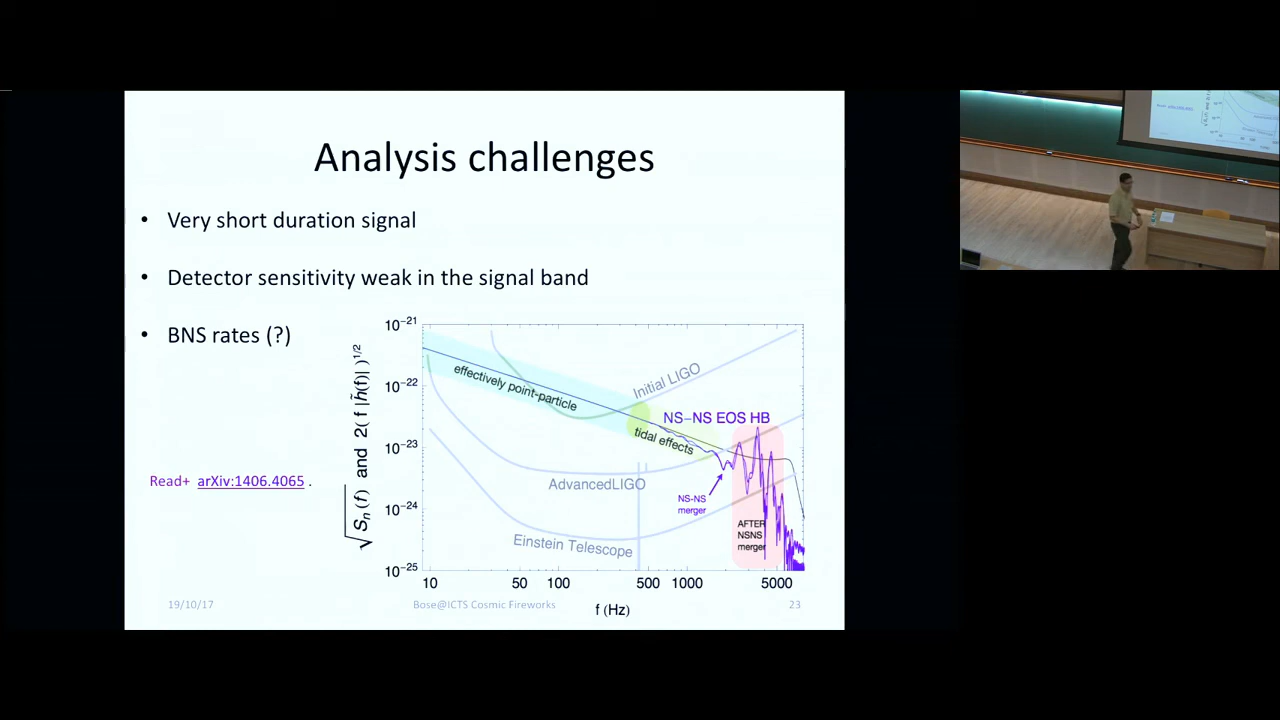 Analysis challenges
• Very short duration signal
• Detector sensitivity weak in the signal band
• BNS rates (?)
Read+ arXiv:1406.4065 .
√Sn(f) and 2( f |h̃(f)| )^1/2
10^−21
10^−22
10^−23
10^−24
10^−25
effectively point-particle
Initial LIGO
NS−NS EOS HB
tidal effects
AdvancedLIGO
NS-NS
merger
AFTER
NSNS
merger
Einstein Telescope
10 50 100 500 1000 5000
f (Hz)
19/10/17
Bose@ICTS Cosmic Fireworks
23